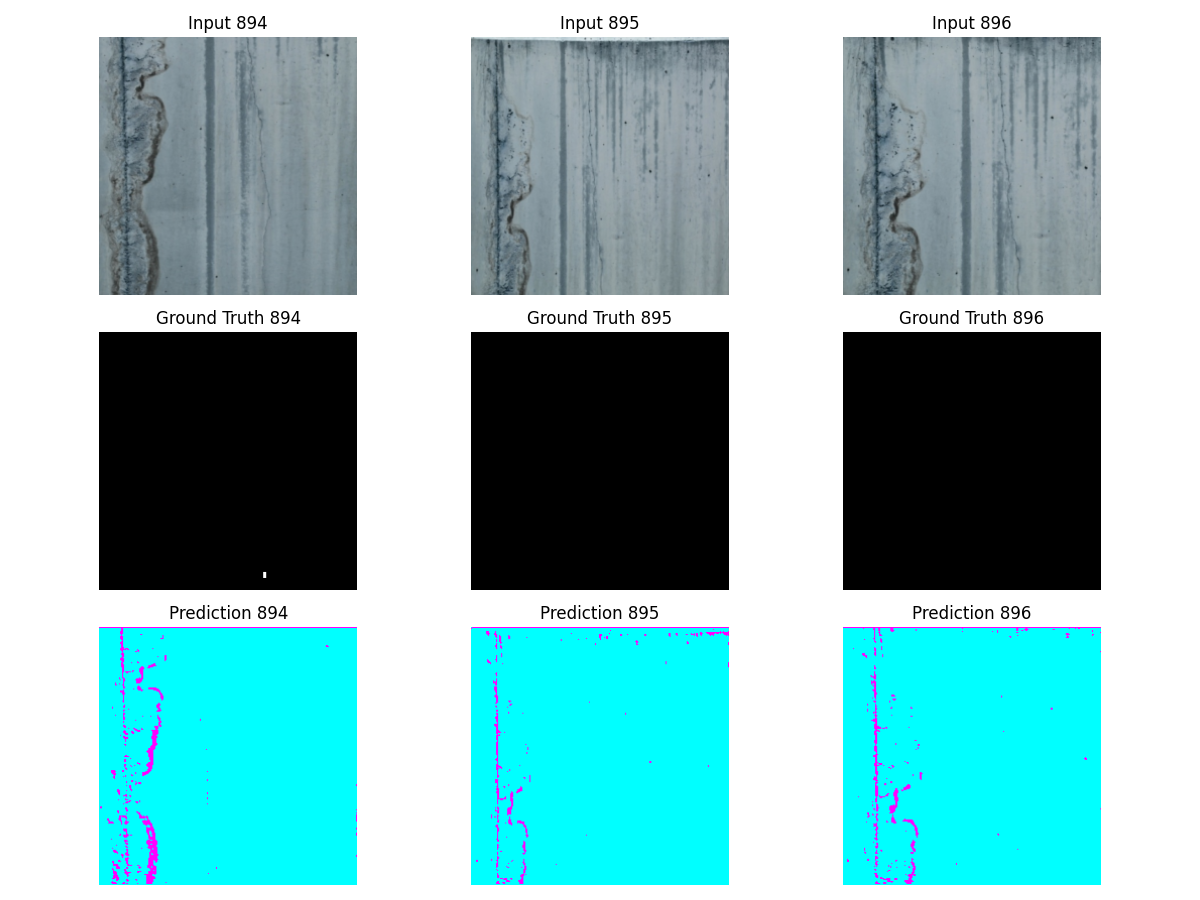 Input 894
Input 895
Input 896
Ground Truth 894
Ground Truth 895
Ground Truth 896
Prediction 894
Prediction 895
Prediction 896